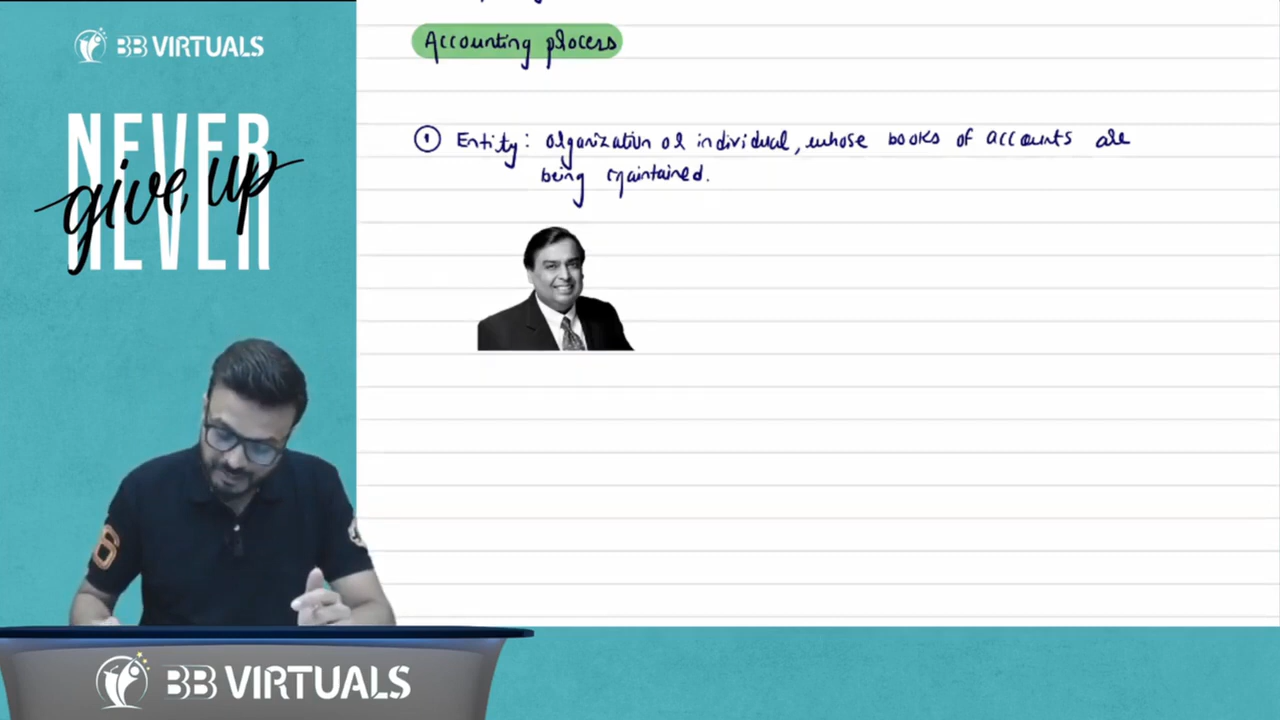 BB VIRTUALS
NEVER
give up
NEVER
Accounting process
1 Entity: organization or individual, whose books of accounts are
being maintained.
6
BB VIRTUALS